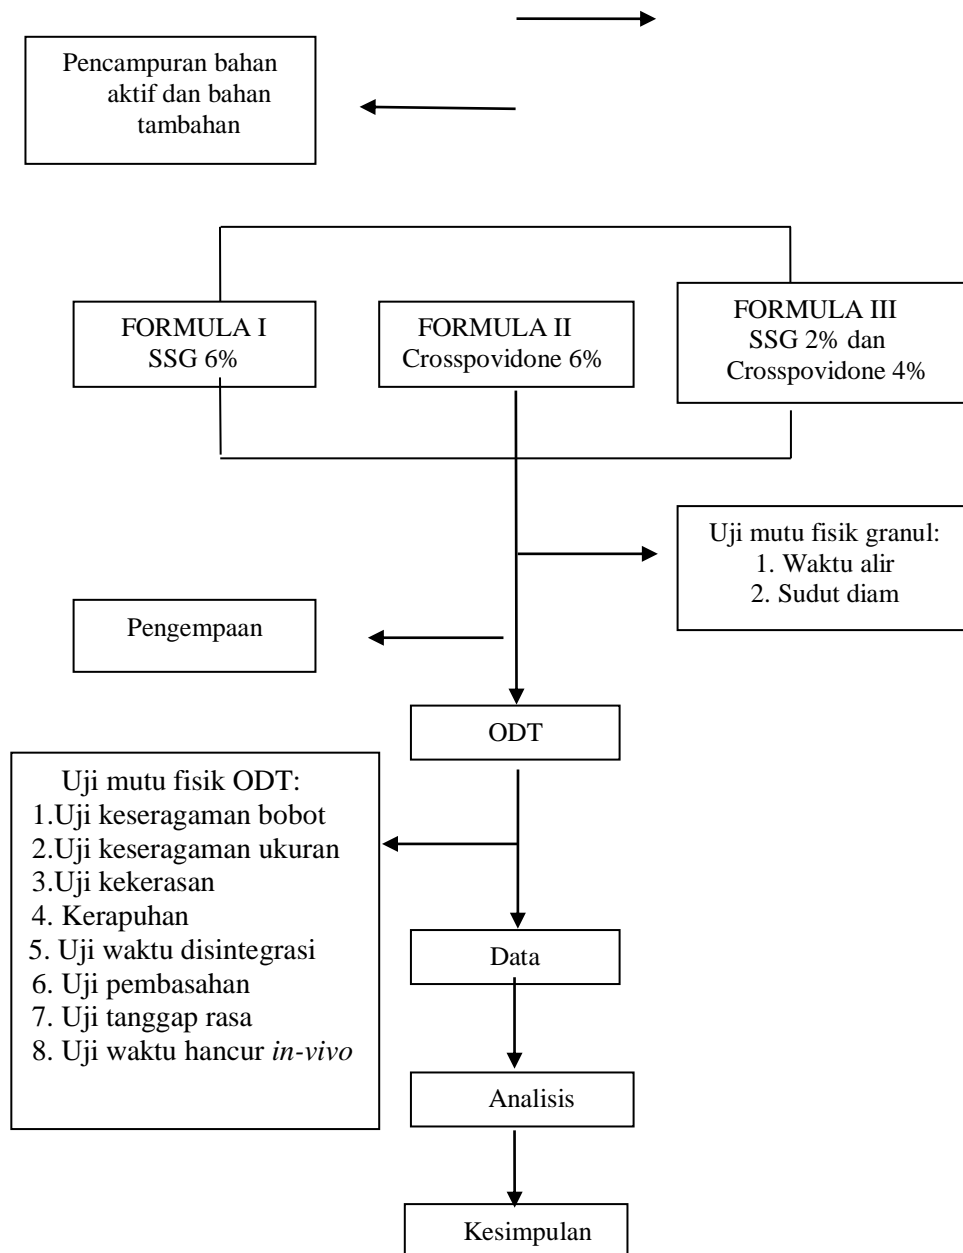 Pencampuran bahan
aktif dan bahan
tambahan
FORMULA I
SSG 6%
FORMULA II
Crosspovidone 6%
FORMULA III
SSG 2% dan
Crosspovidone 4%
Uji mutu fisik granul:
1. Waktu alir
2. Sudut diam
Pengempaan
ODT
Uji mutu fisik ODT:
1.Uji keseragaman bobot
2.Uji keseragaman ukuran
3.Uji kekerasan
4. Kerapuhan
5. Uji waktu disintegrasi
6. Uji pembasahan
7. Uji tanggap rasa
8. Uji waktu hancur in-vivo
Data
Analisis
Kesimpulan